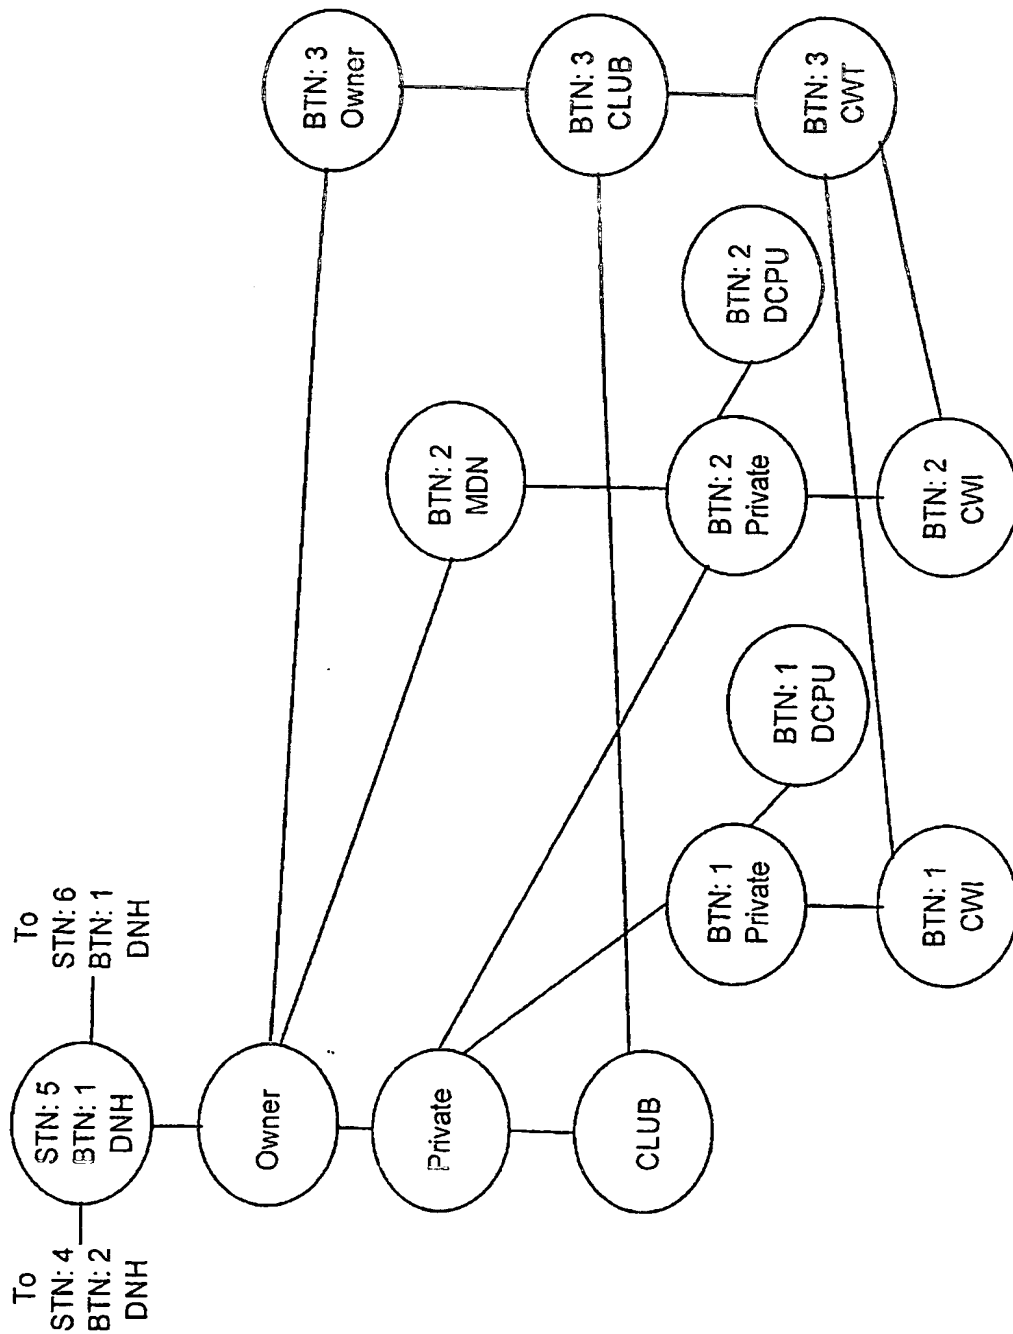 To
STN: 4
BTN: 2
DNH
STN: 5
BTN: 1
DNH
To
STN: 6
BTN: 1
DNH
Owner
BTN: 3
Owner
BTN: 2
MDN
Private
CLUB
BTN: 3
CLUB
BTN: 1
Private
BTN: 1
DCPU
BTN: 2
Private
BTN: 2
DCPU
BTN: 3
CWT
BTN: 1
CWI
BTN: 2
CWI